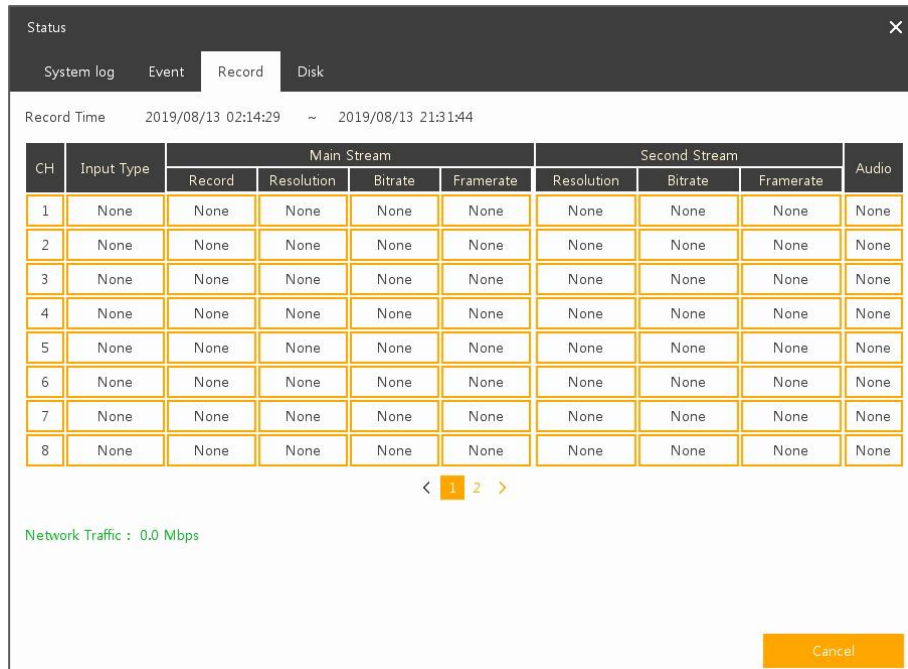 Status
System log Event Record Disk
Record Time 2019/08/13 02:14:29 ~ 2019/08/13 21:31:44
CH Input Type Main Stream Second Stream Audio
Record Resolution Bitrate Framerate Resolution Bitrate Framerate
1 None None None None None None None None None
2 None None None None None None None None None
3 None None None None None None None None None
4 None None None None None None None None None
5 None None None None None None None None None
6 None None None None None None None None None
7 None None None None None None None None None
8 None None None None None None None None None
< 1 2 >
Network Traffic : 0.0 Mbps
Cancel